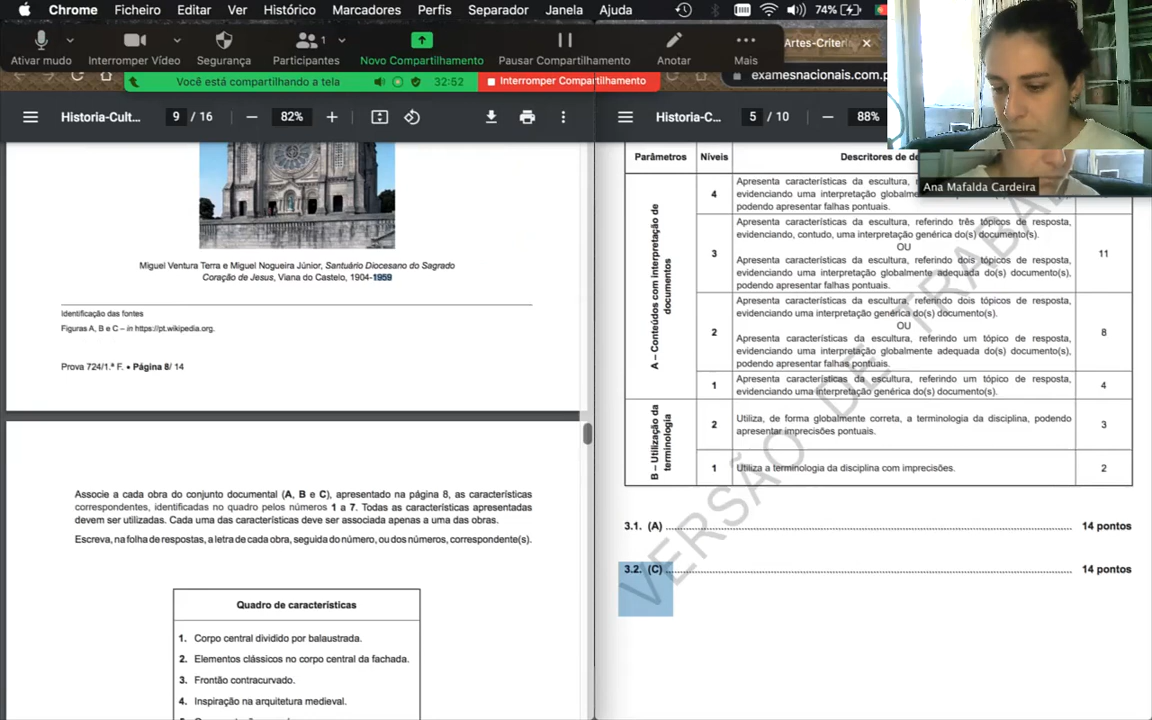 Chrome Ficheiro Editar Ver Histórico Marcadores Perfis Separador Janela Ajuda 74%
Ativar mudo Interromper Vídeo Segurança Participantes 1 Novo Compartilhamento Pausar Compartilhamento Anotar Mais
Artes-Criteri
Você está compartilhando a tela 32:52 Interromper Compartilhamento
examesnacionais.com.p
Historia-Cult... 9 / 16 82%
Historia-C... 5 / 10 88%
Miguel Ventura Terra e Miguel Nogueira Júnior, Santuário Diocesano do Sagrado
Coração de Jesus, Viana do Castelo, 1904-1959
Identificação das fontes
Figuras A, B e C – in https://pt.wikipedia.org.
Prova 724/1.ª F. • Página 8/ 14
Associe a cada obra do conjunto documental (A, B e C), apresentado na página 8, as características
correspondentes, identificadas no quadro pelos números 1 a 7. Todas as características apresentadas
devem ser utilizadas. Cada uma das características deve ser associada apenas a uma das obras.
Escreva, na folha de respostas, a letra de cada obra, seguida do número, ou dos números, correspondente(s).
Quadro de características
1. Corpo central dividido por balaustrada.
2. Elementos clássicos no corpo central da fachada.
3. Frontão contracurvado.
4. Inspiração na arquitetura medieval.
Parâmetros Níveis Descritores de de
A – Conteúdos com interpretação de
documentos
4
Apresenta características da escultura, r
evidenciando uma interpretação globalme
podendo apresentar falhas pontuais.
3
Apresenta características da escultura, referindo três tópicos de resposta,
evidenciando, contudo, uma interpretação genérica do(s) documento(s).
OU
Apresenta características da escultura, referindo dois tópicos de resposta,
evidenciando uma interpretação globalmente adequada do(s) documento(s),
podendo apresentar falhas pontuais.
11
2
Apresenta características da escultura, referindo dois tópicos de resposta,
evidenciando uma interpretação genérica do(s) documento(s).
OU
Apresenta características da escultura, referindo um tópico de resposta,
evidenciando uma interpretação globalmente adequada do(s) documento(s),
podendo apresentar falhas pontuais.
8
1
Apresenta características da escultura, referindo um tópico de resposta,
evidenciando uma interpretação genérica do(s) documento(s).
4
B – Utilização da
terminologia
2
Utiliza, de forma globalmente correta, a terminologia da disciplina, podendo
apresentar imprecisões pontuais.
3
1
Utiliza a terminologia da disciplina com imprecisões.
2
3.1. (A) 14 pontos
3.2. (C) 14 pontos
VERSÃO DE TRABAL
Ana Mafalda Cardeira